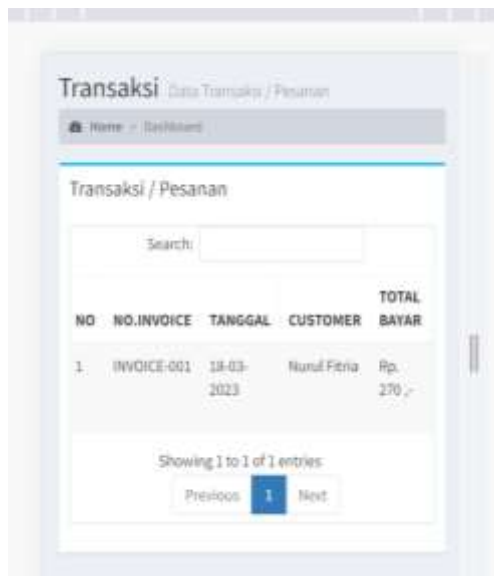 Transaksi Data Transaksi / Pesanan
Home > Dashboard
Transaksi / Pesanan
Search:
TOTAL
NO NO.INVOICE TANGGAL CUSTOMER BAYAR
1 INVOICE-001 18-03- Nurul Fitria Rp.
2023 270 ,-
Showing 1 to 1 of 1 entries
Previous 1 Next